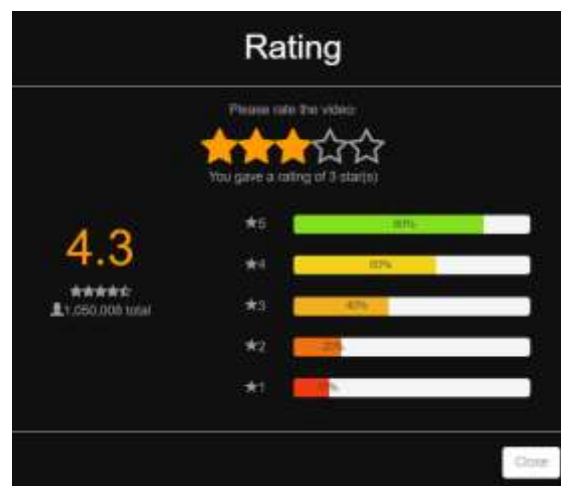 Rating
Please rate the video:
You gave a rating of 3 star(s)
4.3
1,050,008 total
★5 80%
★4 60%
★3 40%
★2 20%
★1
Close